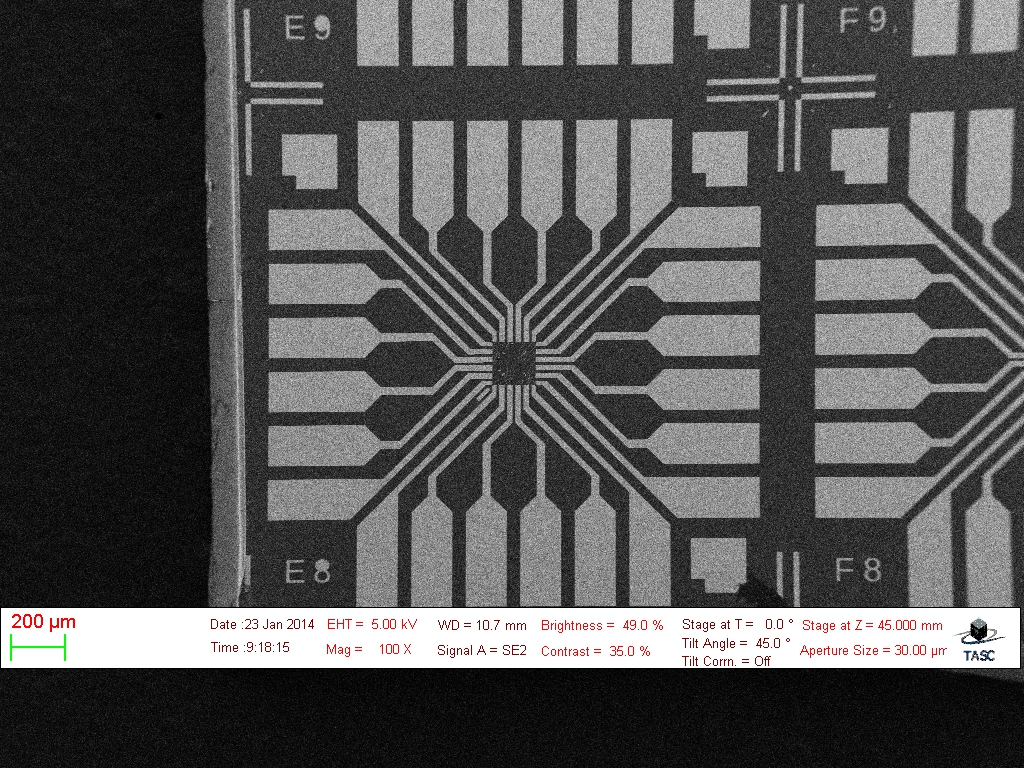 E9
F9
E8
F8
200 µm
Date :23 Jan 2014
Time :9:18:15
EHT = 5.00 kV
Mag = 100 X
WD = 10.7 mm
Signal A = SE2
Brightness = 49.0 %
Contrast = 35.0 %
Stage at T = 0.0 °
Tilt Angle = 45.0 °
Tilt Corrn. = Off
Stage at Z = 45.000 mm
Aperture Size = 30.00 µm
TASC